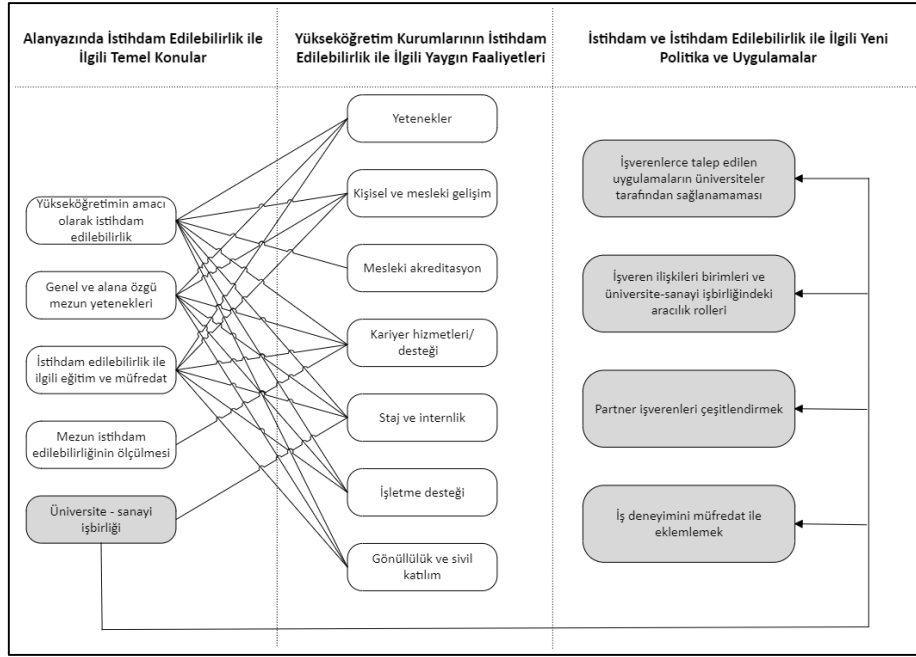 Alanyazında İstihdam Edilebilirlik ile
İlgili Temel Konular
Yükseköğretim Kurumlarının İstihdam
Edilebilirlik ile İlgili Yaygın Faaliyetleri
İstihdam ve İstihdam Edilebilirlik ile İlgili Yeni
Politika ve Uygulamalar
Yükseköğretimin amacı
olarak istihdam
edilebilirlik
Genel ve alana özgü
mezun yetenekleri
İstihdam edilebilirlik ile
ilgili eğitim ve müfredat
Mezun istihdam
edilebilirliğinin ölçülmesi
Üniversite - sanayi
işbirliği
Yetenekler
Kişisel ve mesleki gelişim
Mesleki akreditasyon
Kariyer hizmetleri/
desteği
Staj ve internlik
İşletme desteği
Gönüllülük ve sivil
katılım
İşverenlerce talep edilen
uygulamaların üniversiteler
tarafından sağlanamaması
İşveren ilişkileri birimleri ve
üniversite-sanayi işbirliğindeki
aracılık rolleri
Partner işverenleri çeşitlendirmek
İş deneyimini müfredat ile
eklemlemek